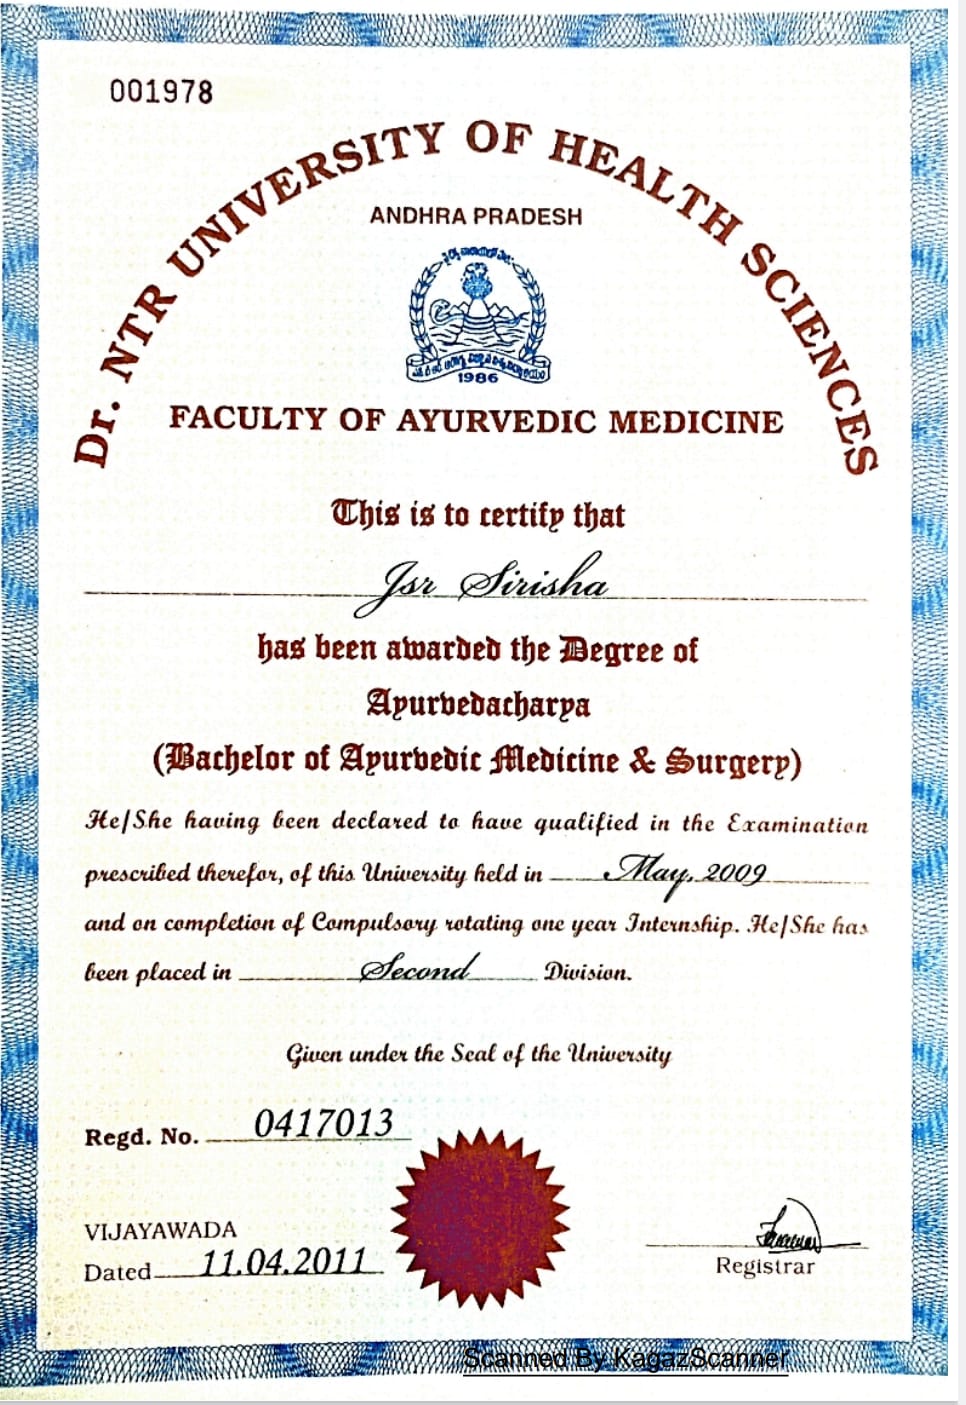 001978
Dr. NTR UNIVERSITY OF HEALTH SCIENCES
ANDHRA PRADESH
1986
FACULTY OF AYURVEDIC MEDICINE
This is to certify that
Jsr Sirisha
has been awarded the Degree of
Ayurvedacharya
(Bachelor of Ayurvedic Medicine & Surgery)
He/She having been declared to have qualified in the Examination
prescribed therefor, of this University held in May, 2009
and on completion of Compulsory rotating one year Internship. He/She has
been placed in Second Division.
Given under the Seal of the University
Regd. No. 0417013
VIJAYAWADA
Dated 11.04.2011
Registrar
Scanned By KagazScanner